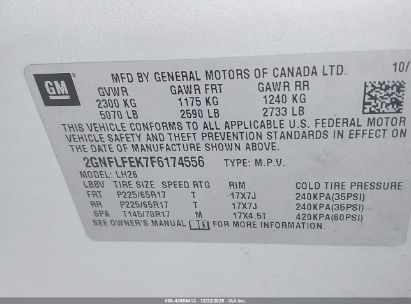 GM
MFD BY GENERAL MOTORS OF CANADA LTD. 10/
GVWR GAWR FRT GAWR RR
2300 KG 1175 KG 1240 KG
5070 LB 2590 LB 2733 LB
THIS VEHICLE CONFORMS TO ALL APPLICABLE U.S. FEDERAL MOTOR
VEHICLE SAFETY AND THEFT PREVENTION STANDARDS IN EFFECT ON THE
DATE OF MANUFACTURE SHOWN ABOVE.
2GNFLFEK7F6174556 TYPE: M.P.V.
MODEL: LH26
TIRE SIZE SPEED RTG RIM COLD TIRE PRESSURE
FRT P225/65R17 T 17X7J 240KPA(35PSI)
RR P225/65R17 T 17X7J 240KPA(35PSI)
SPA T145/70R17 M 17X4.5T 420KPA(60PSI)
SEE OWNER'S MANUAL FOR MORE INFORMATION.